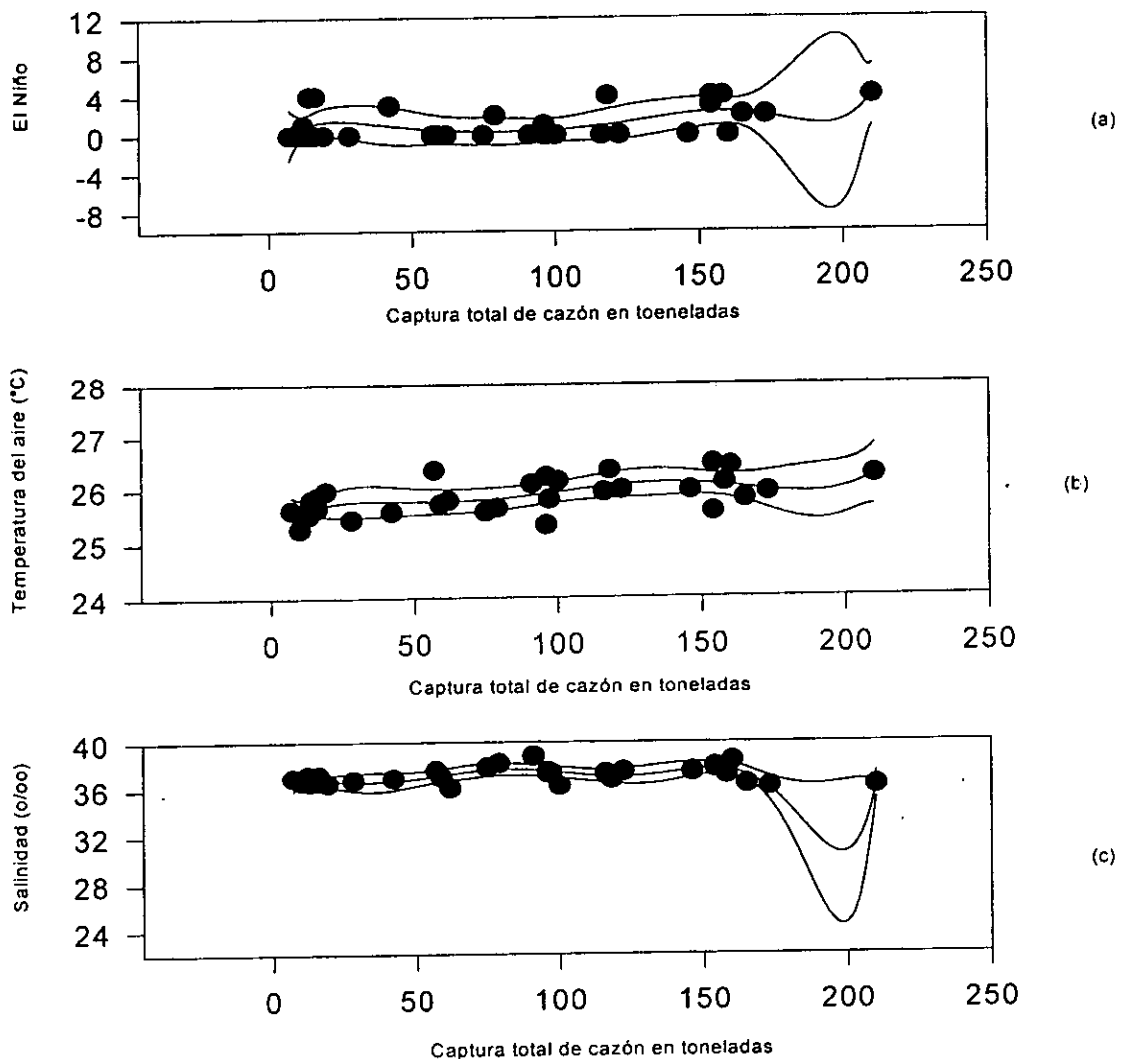 12
8
4
0
-4
-8
El Niño
0 50 100 150 200 250
Captura total de cazón en toeneladas
(a)
28
27
26
25
24
Temperatura del aire (°C)
0 50 100 150 200 250
Captura total de cazón en toneladas
(b)
40
36
32
28
24
Salinidad (o/oo)
0 50 100 150 200 250
Captura total de cazón en toneladas
(c)